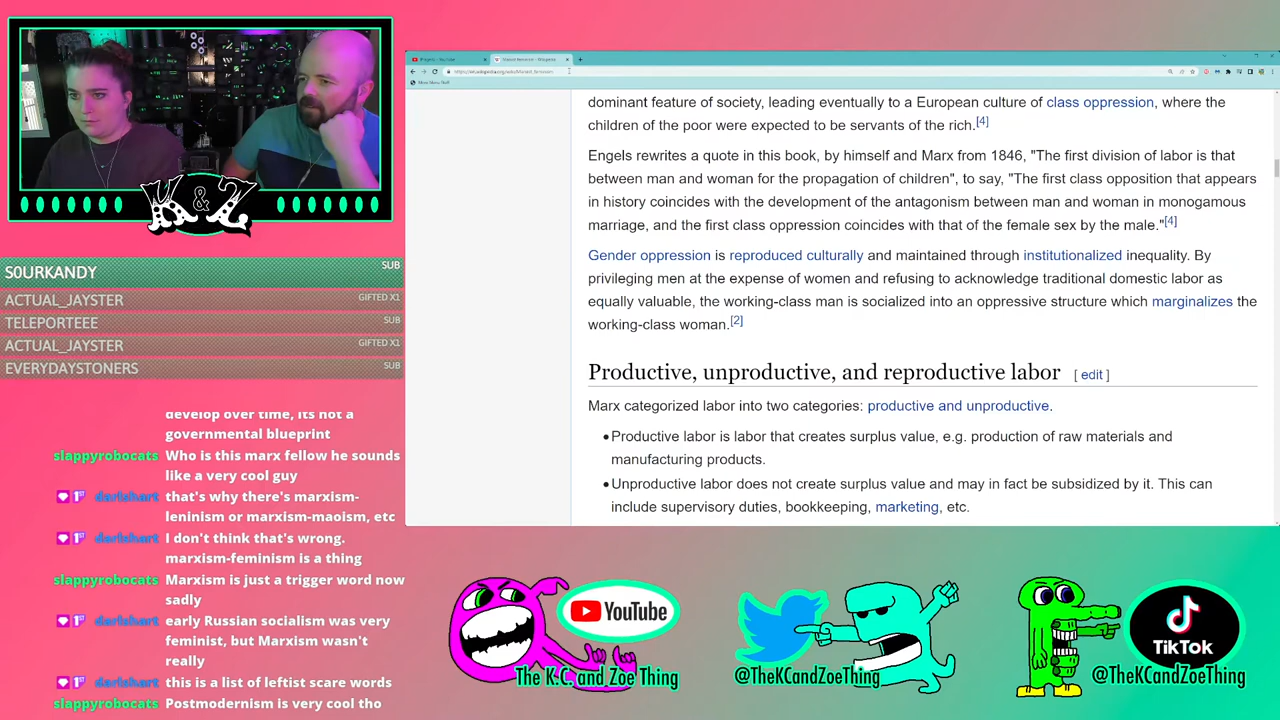 K & Z
S0URKANDY SUB
ACTUAL_JAYSTER GIFTED X1
TELEPORTEEE SUB
ACTUAL_JAYSTER GIFTED X1
EVERYDAYSTONERS SUB
develop over time, its not a
governmental blueprint
slappyrobocats Who is this marx fellow he sounds
like a very cool guy
darlshart that's why there's marxism-
leninism or marxism-maoism, etc
darlshart I don't think that's wrong.
marxism-feminism is a thing
slappyrobocats Marxism is just a trigger word now
sadly
darlshart early Russian socialism was very
feminist, but Marxism wasn't
really
darlshart this is a list of leftist scare words
slappyrobocats Postmodernism is very cool tho
dominant feature of society, leading eventually to a European culture of class oppression, where the
children of the poor were expected to be servants of the rich.[4]
Engels rewrites a quote in this book, by himself and Marx from 1846, "The first division of labor is that
between man and woman for the propagation of children", to say, "The first class opposition that appears
in history coincides with the development of the antagonism between man and woman in monogamous
marriage, and the first class oppression coincides with that of the female sex by the male."[4]
Gender oppression is reproduced culturally and maintained through institutionalized inequality. By
privileging men at the expense of women and refusing to acknowledge traditional domestic labor as
equally valuable, the working-class man is socialized into an oppressive structure which marginalizes the
working-class woman.[2]
Productive, unproductive, and reproductive labor [ edit ]
Marx categorized labor into two categories: productive and unproductive.
• Productive labor is labor that creates surplus value, e.g. production of raw materials and
manufacturing products.
• Unproductive labor does not create surplus value and may in fact be subsidized by it. This can
include supervisory duties, bookkeeping, marketing, etc.
YouTube
The K.C. and Zoe Thing
@TheKCandZoeThing
TikTok
@TheKCandZoeThing